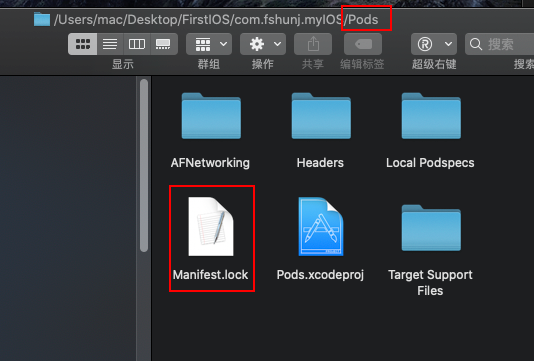 /Users/mac/Desktop/FirstIOS/com.fshunj.myIOS/Pods
显示
群组
操作
共享
编辑标签
超级右键
搜索
搜索
AFNetworking
Headers
Local Podspecs
Manifest.lock
Pods.xcodeproj
Target Support
Files